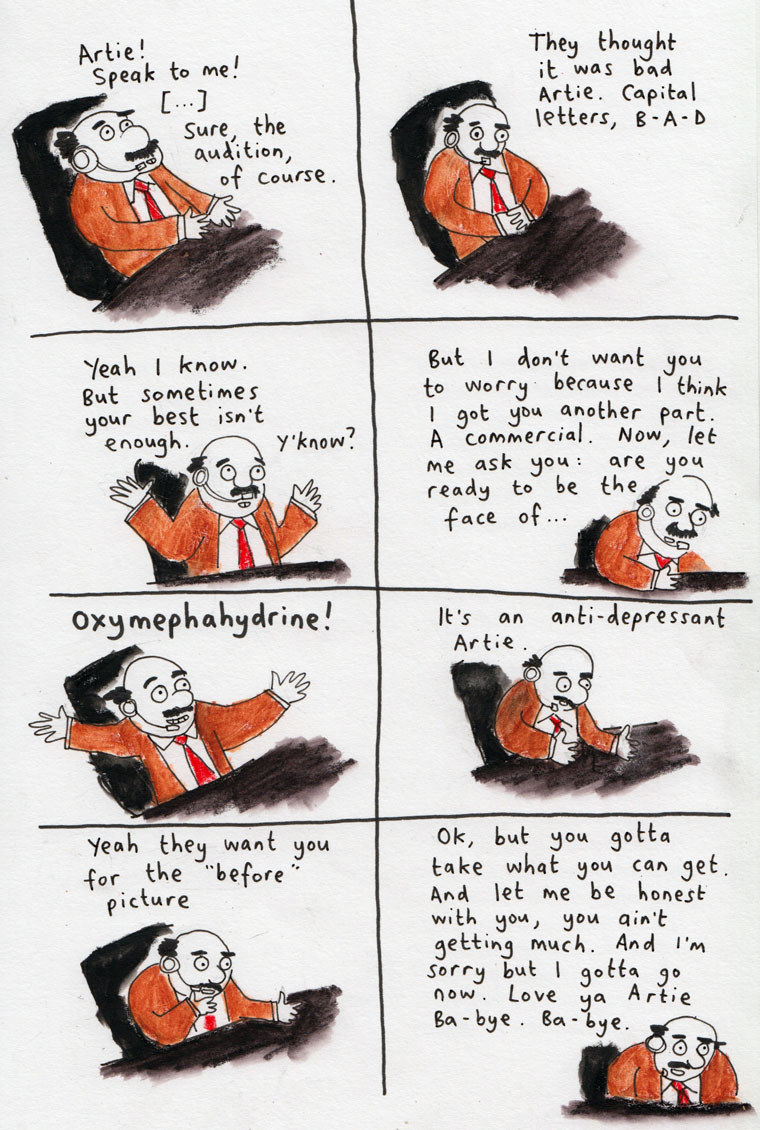 Artie!
Speak to me!
[...]
Sure, the
audition,
of course.
They thought
it was bad
Artie. Capital
letters, B-A-D
Yeah I know.
But sometimes
your best isn't
enough.
Y'know?
But I don't want you
to worry because I think
I got you another part.
A commercial. Now, let
me ask you: are you
ready to be the
face of...
Oxymephahydrine!
It's an anti-depressant
Artie.
Yeah they want you
for the "before"
picture
Ok, but you gotta
take what you can get.
And let me be honest
with you, you ain't
getting much. And I'm
sorry but I gotta go
now. Love ya Artie
Ba-bye. Ba-bye.